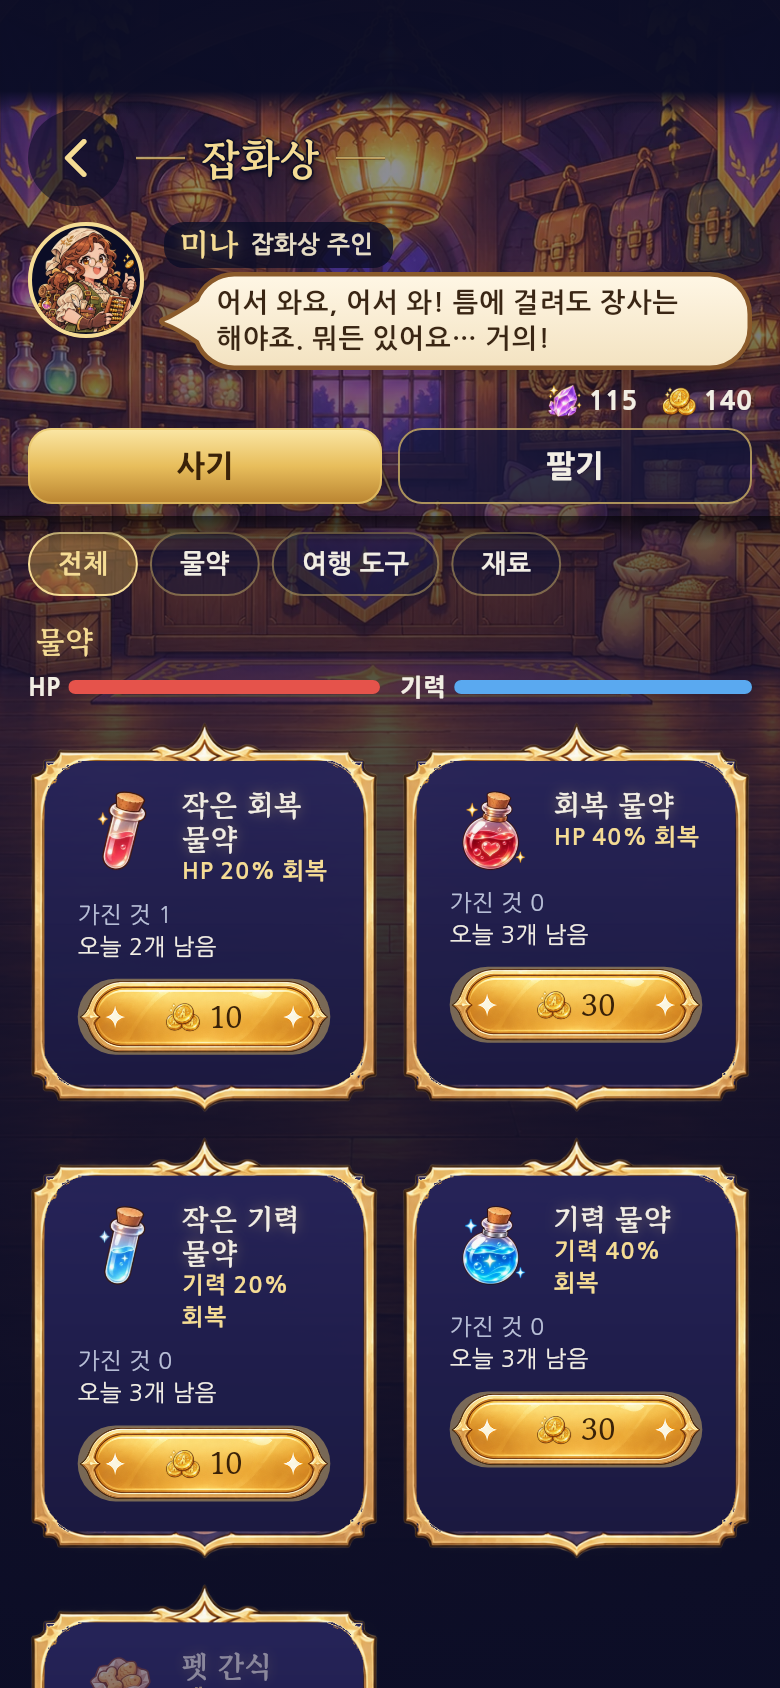 잡화상
미나 잡화상 주인
어서 와요, 어서 와! 틈에 걸려도 장사는
해야죠. 뭐든 있어요… 거의!
115 140
사기 팔기
전체 물약 여행 도구 재료
물약
HP 기력
작은 회복
물약
HP 20% 회복
가진 것 1
오늘 2개 남음
10
회복 물약
HP 40% 회복
가진 것 0
오늘 3개 남음
30
작은 기력
물약
기력 20%
회복
가진 것 0
오늘 3개 남음
10
기력 물약
기력 40%
회복
가진 것 0
오늘 3개 남음
30
펫 간식